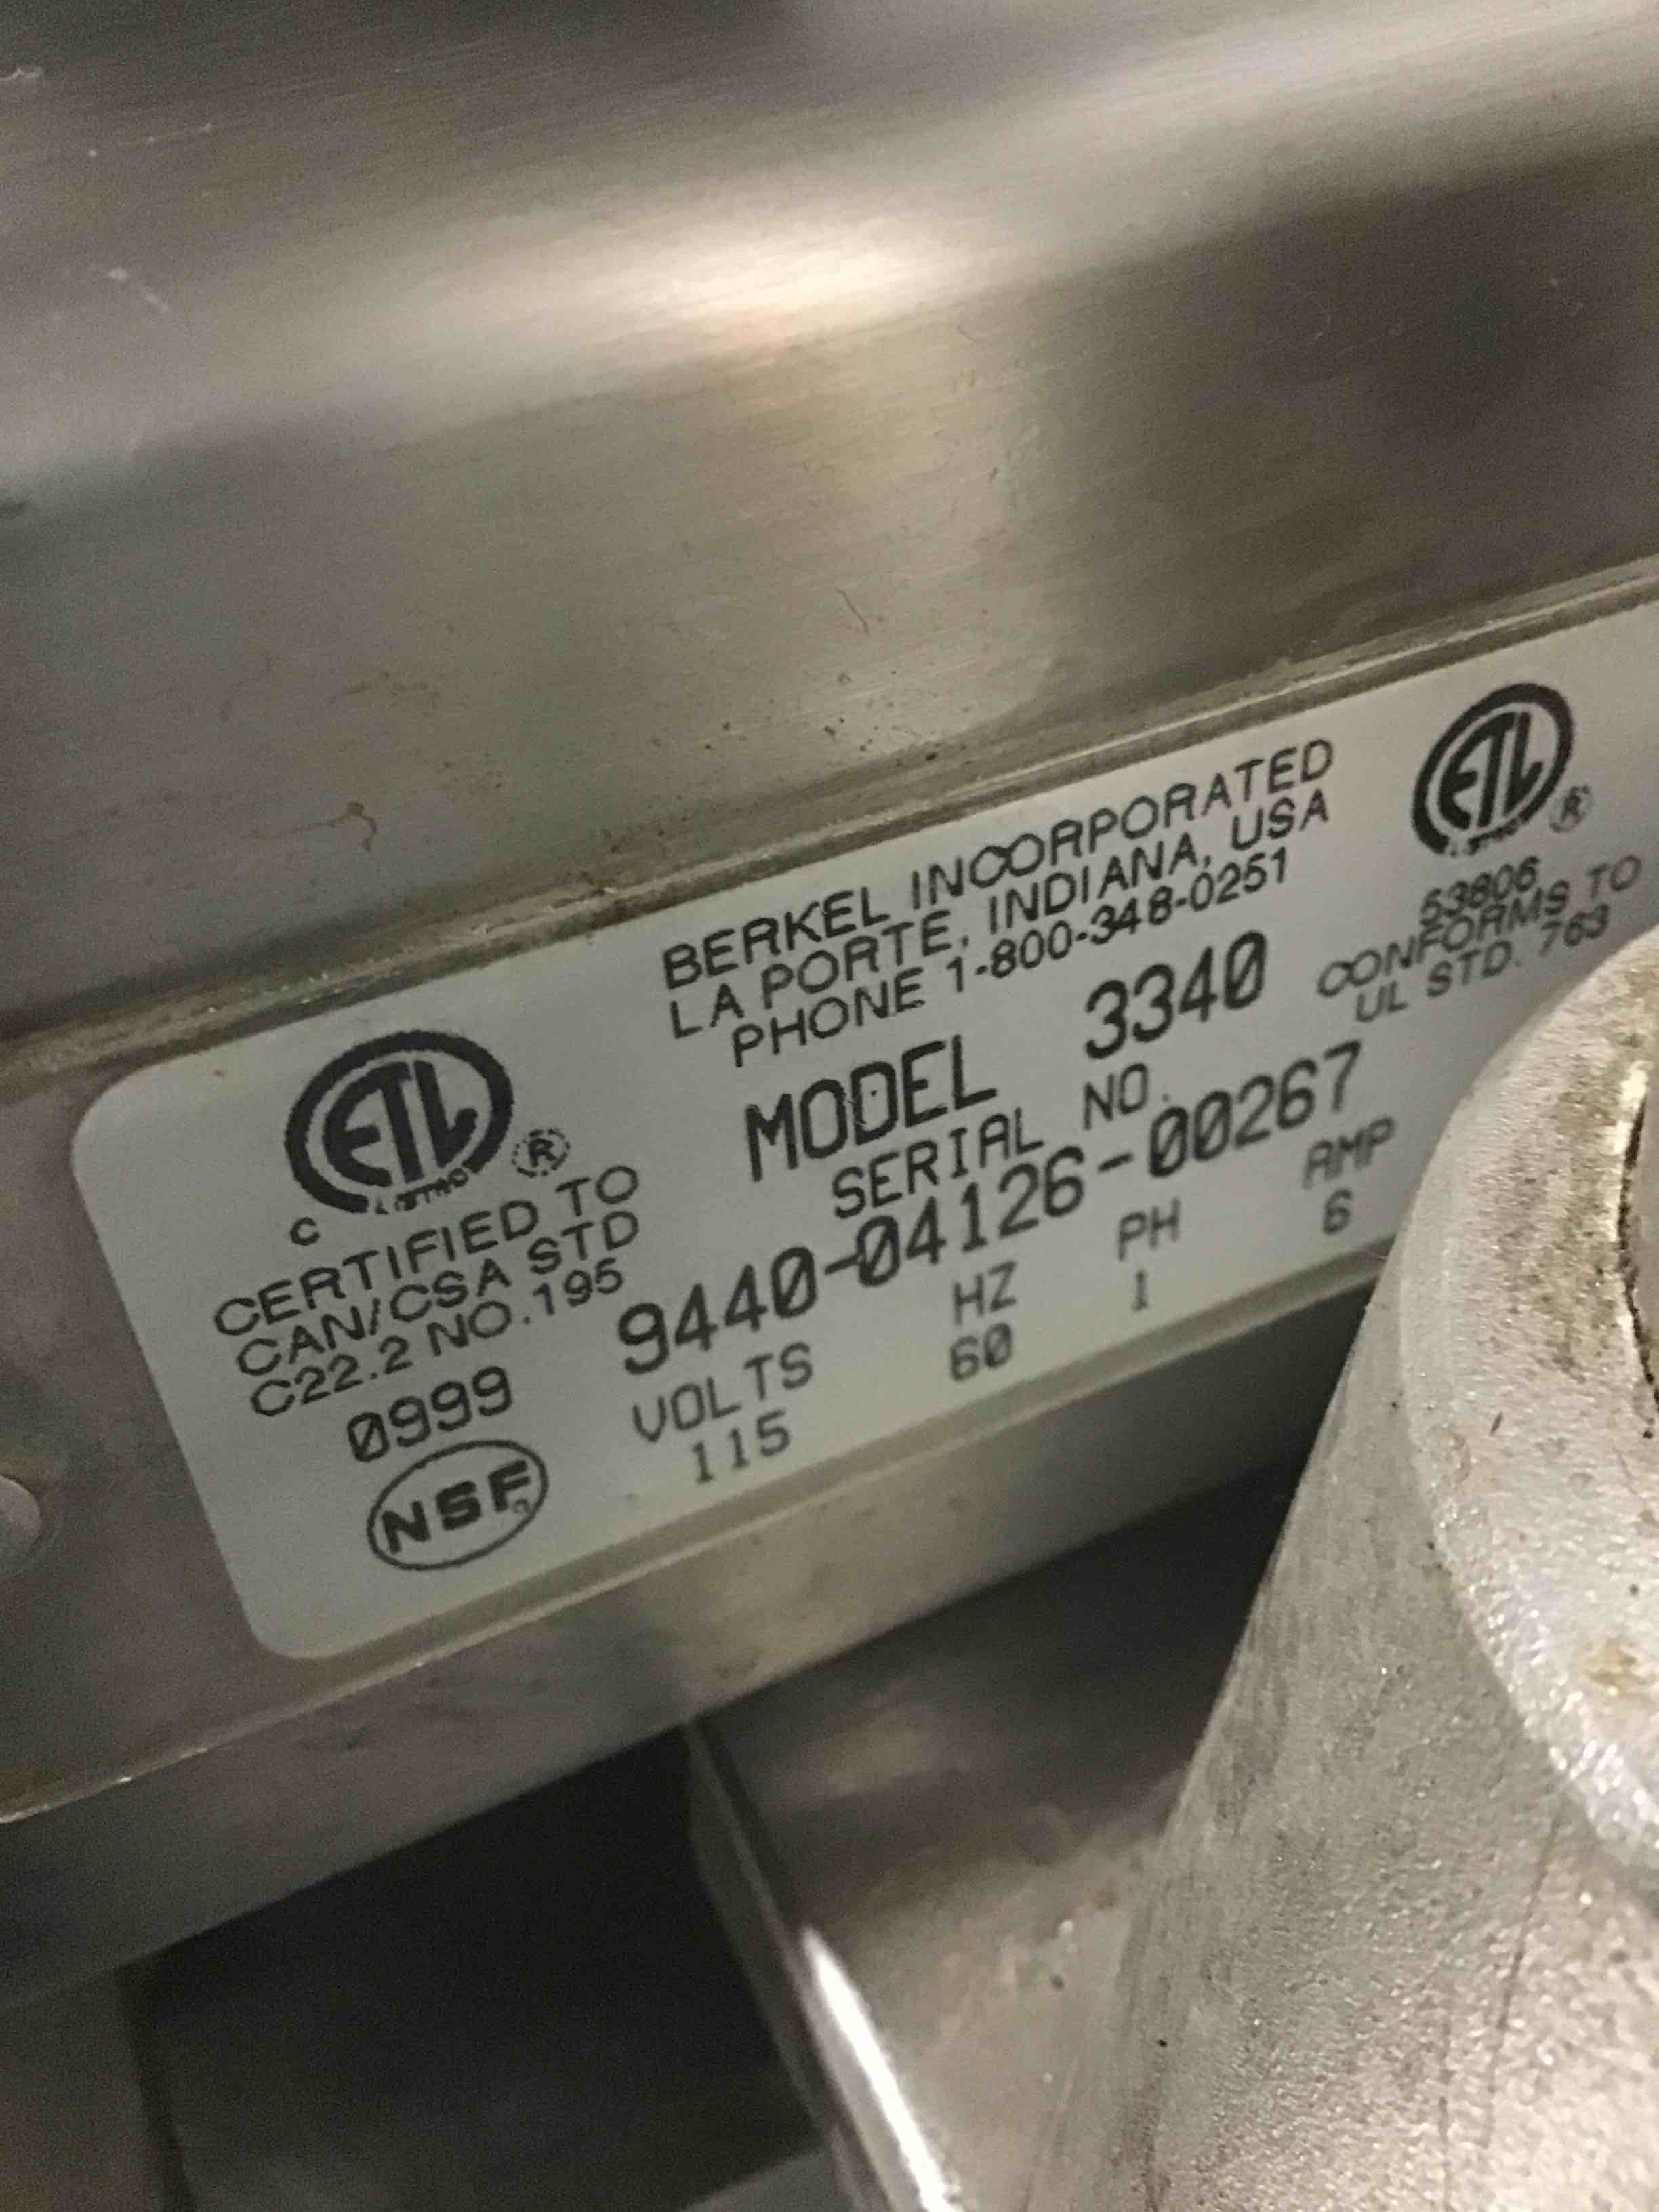 BERKEL INCORPORATED
LA PORTE, INDIANA, USA
PHONE 1-800-348-0251
MODEL 3340
SERIAL NO.
9440-04126-00267
VOLTS HZ PH AMP
115 60 1 6
ETL ®
C
CERTIFIED TO
CAN/CSA STD
C22.2 NO.195
0999
NSF
ETL ®
53806
CONFORMS TO
UL STD. 763